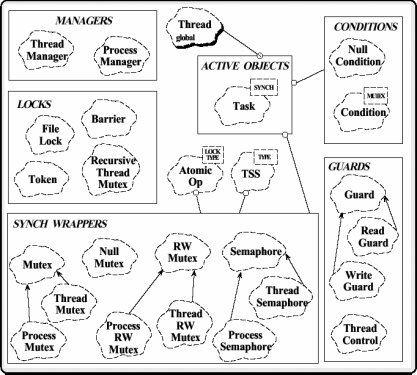 MANAGERS
Thread
Manager
Process
Manager
Thread
global
CONDITIONS
Null
Condition
MUTEX
Condition
ACTIVE OBJECTS
SYNCH
Task
LOCKS
File
Lock
Barrier
Token
Recursive
Thread
Mutex
LOCK
TYPE
Atomic
Op
TYPE
TSS
GUARDS
Guard
Read
Guard
Write
Guard
Thread
Control
SYNCH WRAPPERS
Mutex
Null
Mutex
RW
Mutex
Semaphore
Thread
Mutex
Thread
Semaphore
Process
Mutex
Process
RW
Mutex
Thread
RW
Mutex
Process
Semaphore